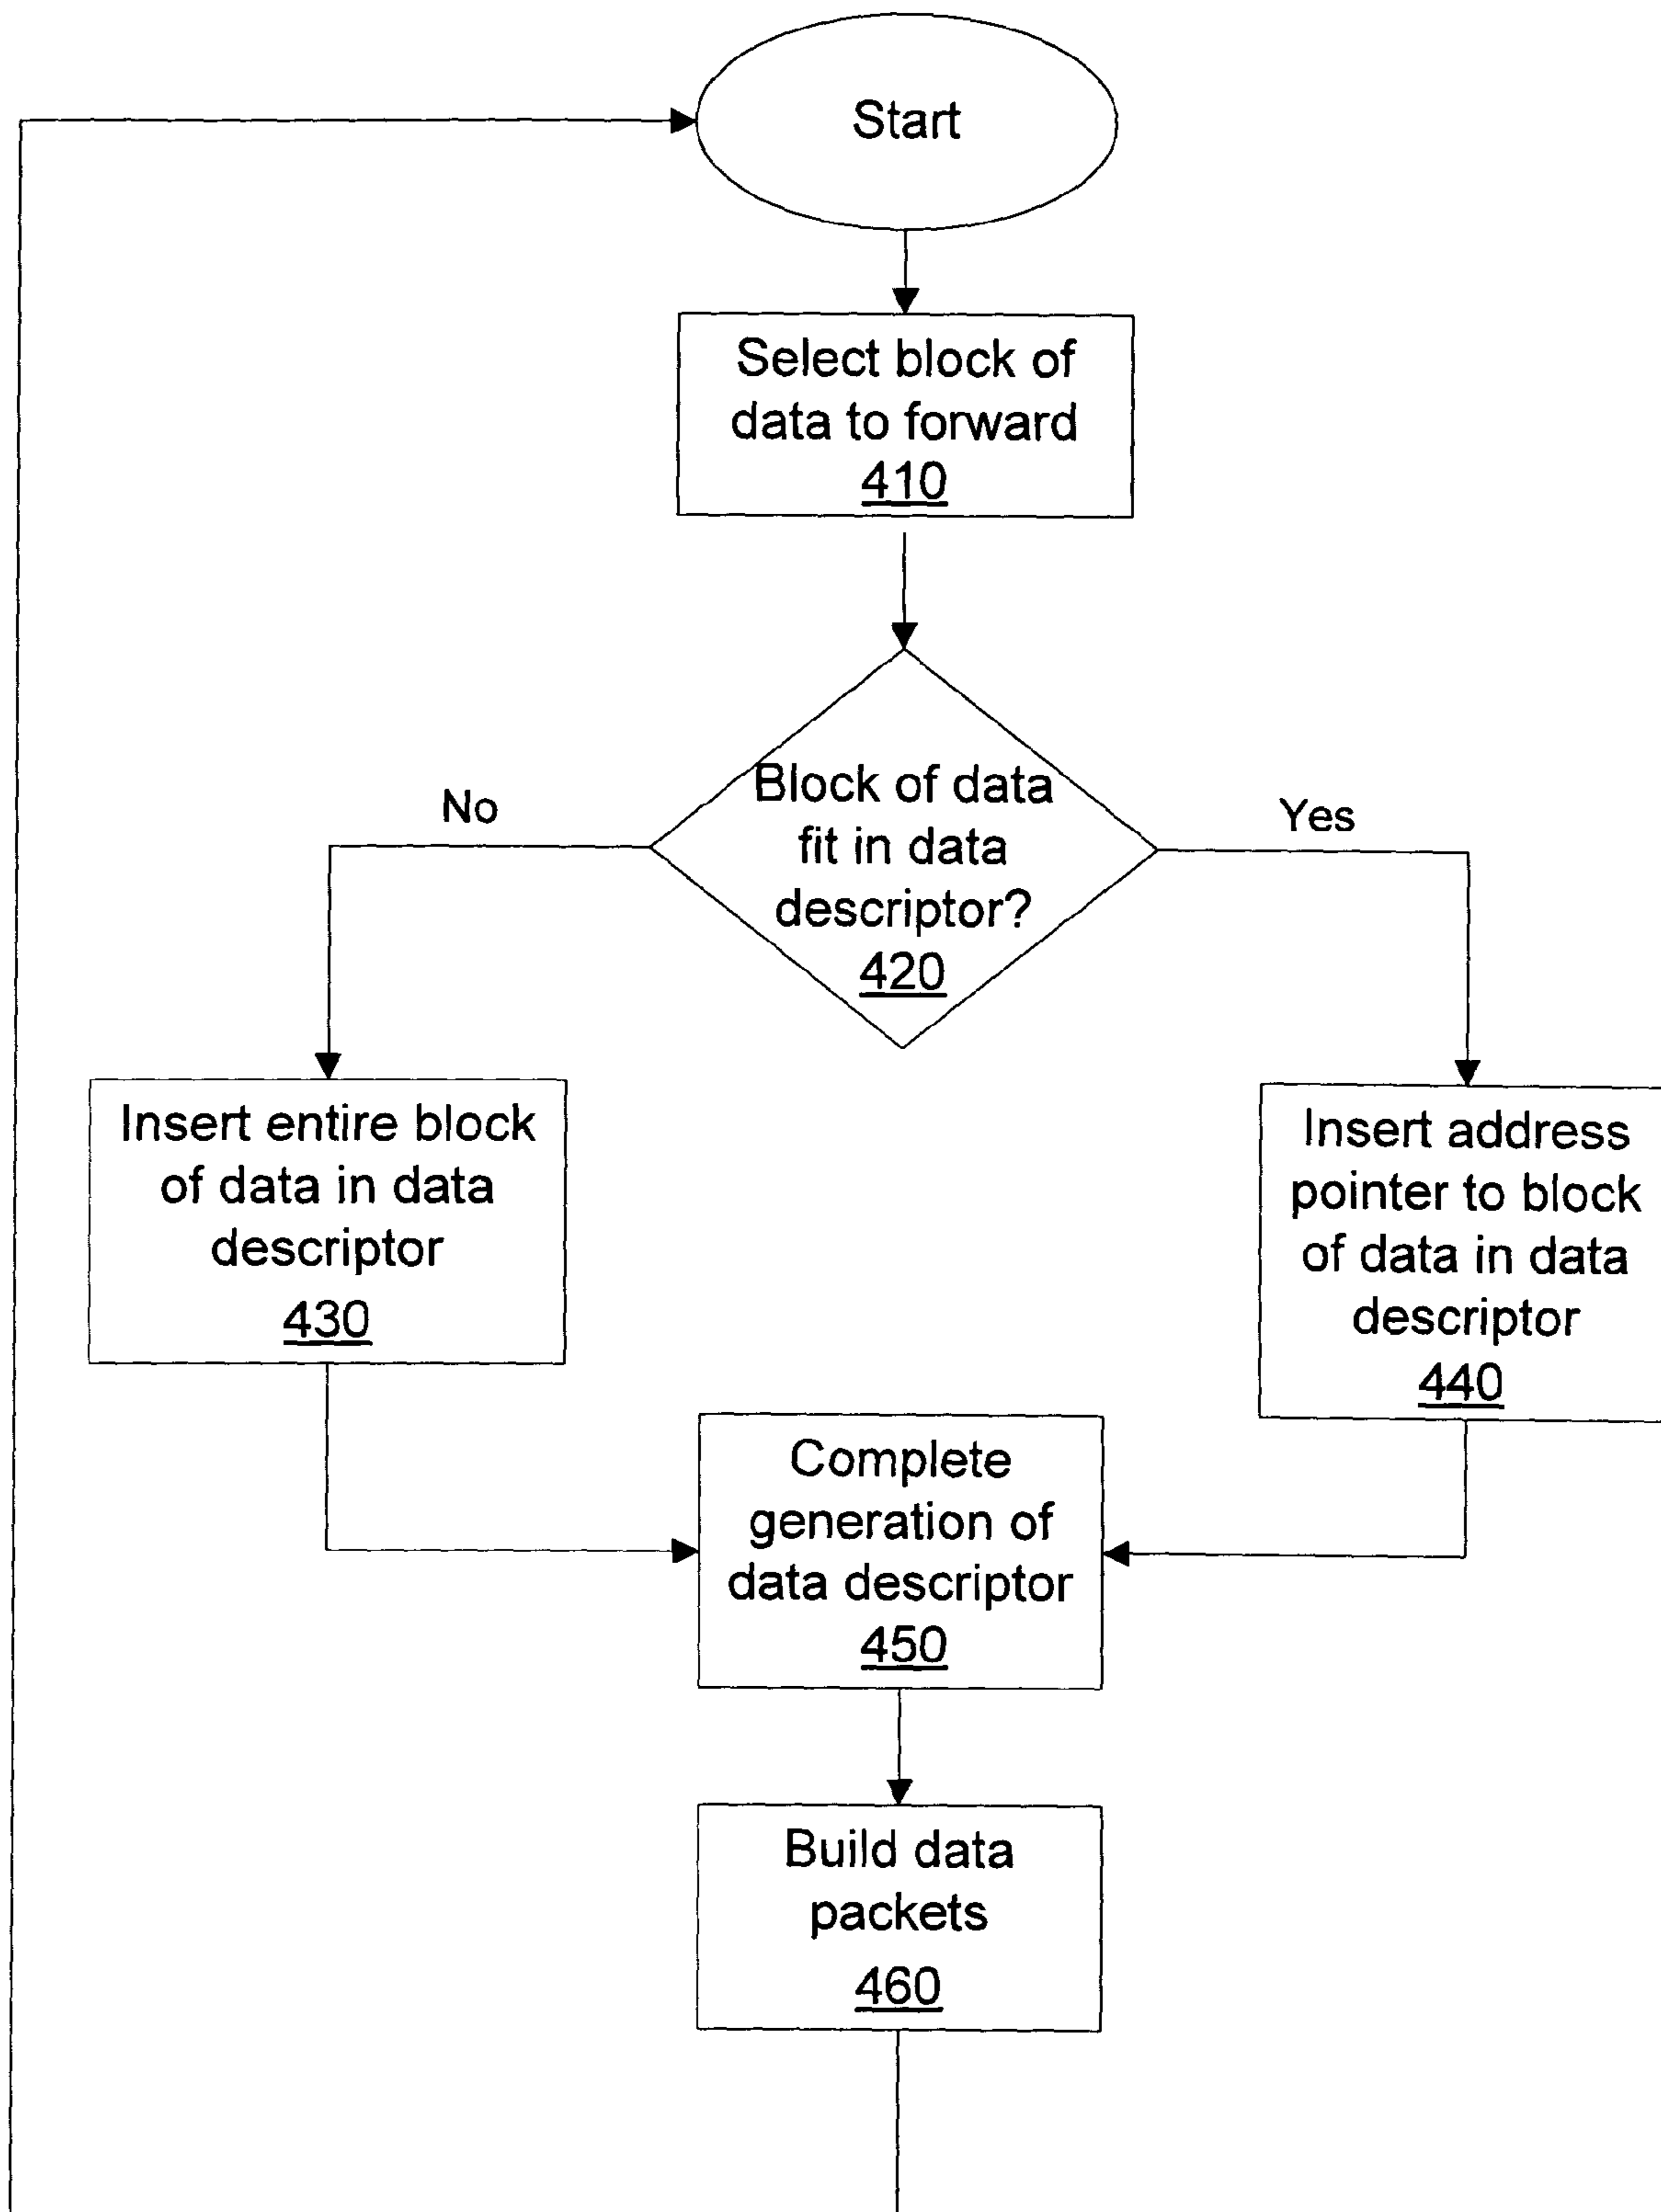 Start
Select block of
data to forward
410
Block of data
fit in data
descriptor?
420
No
Yes
Insert entire block
of data in data
descriptor
430
Insert address
pointer to block
of data in data
descriptor
440
Complete
generation of
data descriptor
450
Build data
packets
460